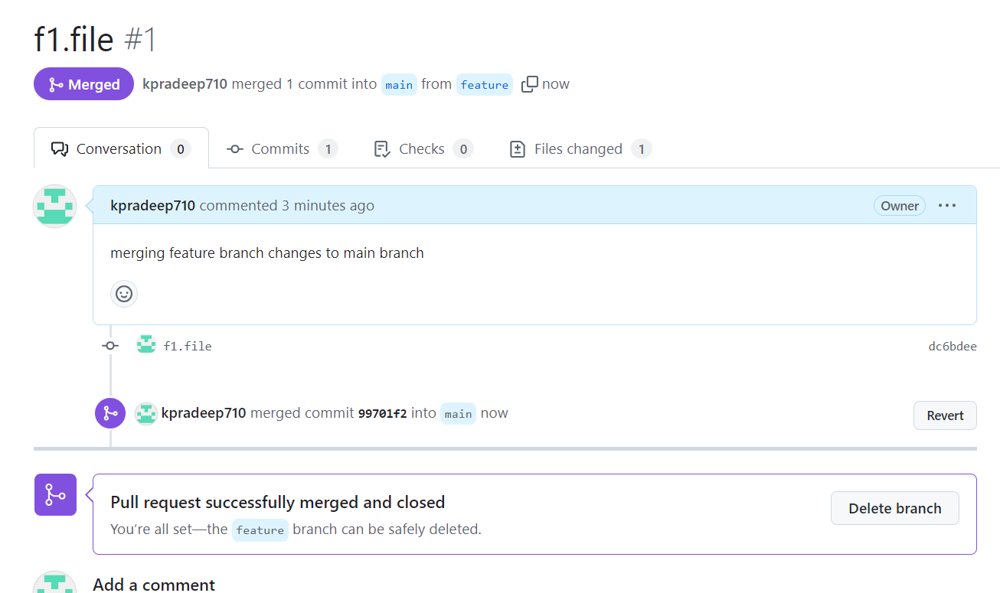 f1.file #1
Merged kpradeep710 merged 1 commit into main from feature now
Conversation 0 Commits 1 Checks 0 Files changed 1
kpradeep710 commented 3 minutes ago Owner ...
merging feature branch changes to main branch
f1.file dc6bdee
kpradeep710 merged commit 99701f2 into main now Revert
Pull request successfully merged and closed
You're all set—the feature branch can be safely deleted.
Delete branch
Add a comment